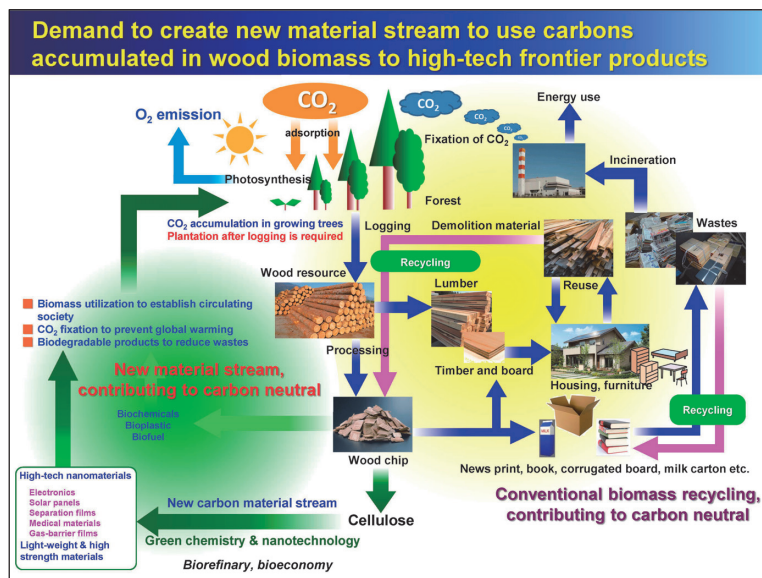 Demand to create new material stream to use carbons
accumulated in wood biomass to high-tech frontier products
CO2
CO2
CO2
CO2
Energy use
O2 emission
adsorption
Fixation of CO2
Incineration
Photosynthesis
Forest
Wastes
CO2 accumulation in growing trees
Plantation after logging is required
Logging
Demolition material
Recycling
Wood resource
Lumber
Reuse
Biomass utilization to establish circulating
society
CO2 fixation to prevent global warming
Biodegradable products to reduce wastes
Processing
Timber and board
Housing, furniture
New material stream,
contributing to carbon neutral
Recycling
Biochemicals
Bioplastic
Biofuel
MILK
Wood chip
News print, book, corrugated board, milk carton etc.
High-tech nanomaterials
Electronics
Solar panels
Separation films
Medical materials
Gas-barrier films
Light-weight & high
strength materials
New carbon material stream
Cellulose
Green chemistry & nanotechnology
Biorefinary, bioeconomy
Conventional biomass recycling,
contributing to carbon neutral